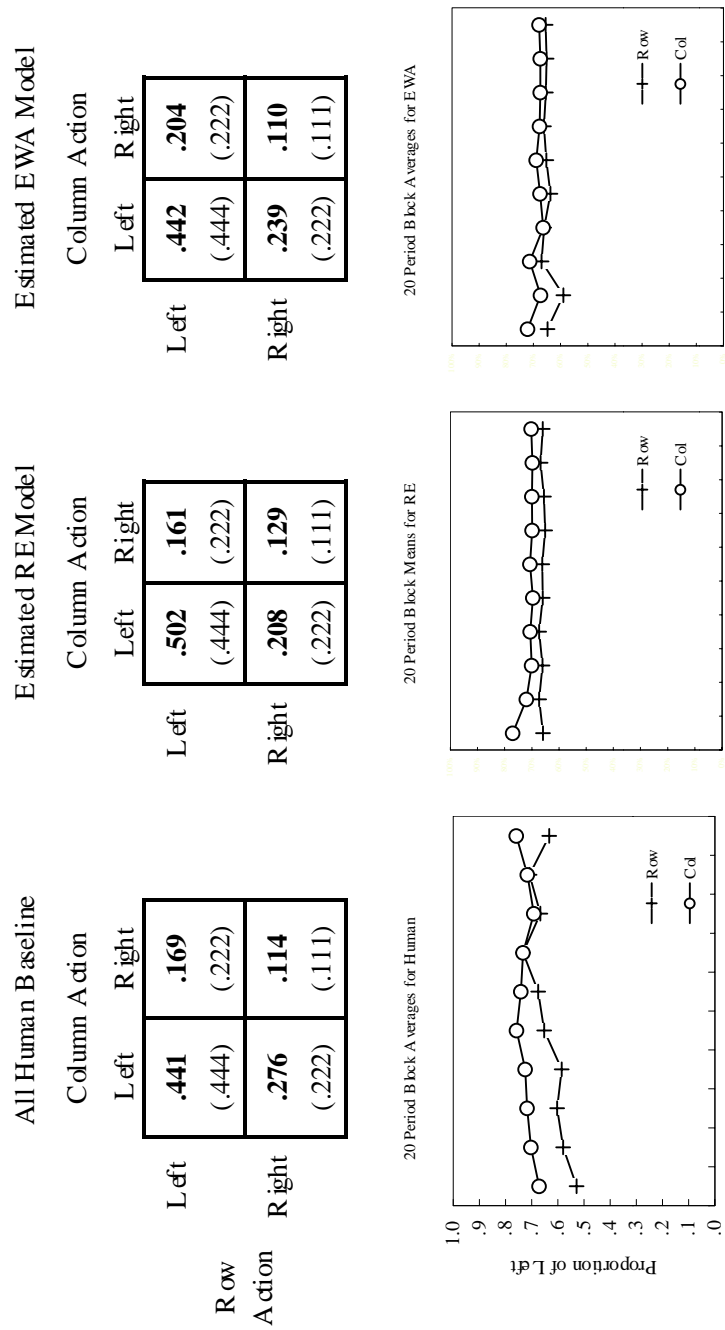 All Human Baseline
Column Action
Left Right
Row
Action
Left .441 .169
(.444) (.222)
Right .276 .114
(.222) (.111)
20 Period Block Averages for Human
Proportion of Left
1.0
.9
.8
.7
.6
.5
.4
.3
.2
.1
.0
Row
Col
Estimated RE Model
Column Action
Left Right
Left .502 .161
(.444) (.222)
Right .208 .129
(.222) (.111)
20 Period Block Means for RE
Row
Col
Estimated EWA Model
Column Action
Left Right
Left .442 .204
(.444) (.222)
Right .239 .110
(.222) (.111)
20 Period Block Averages for EWA
Row
Col